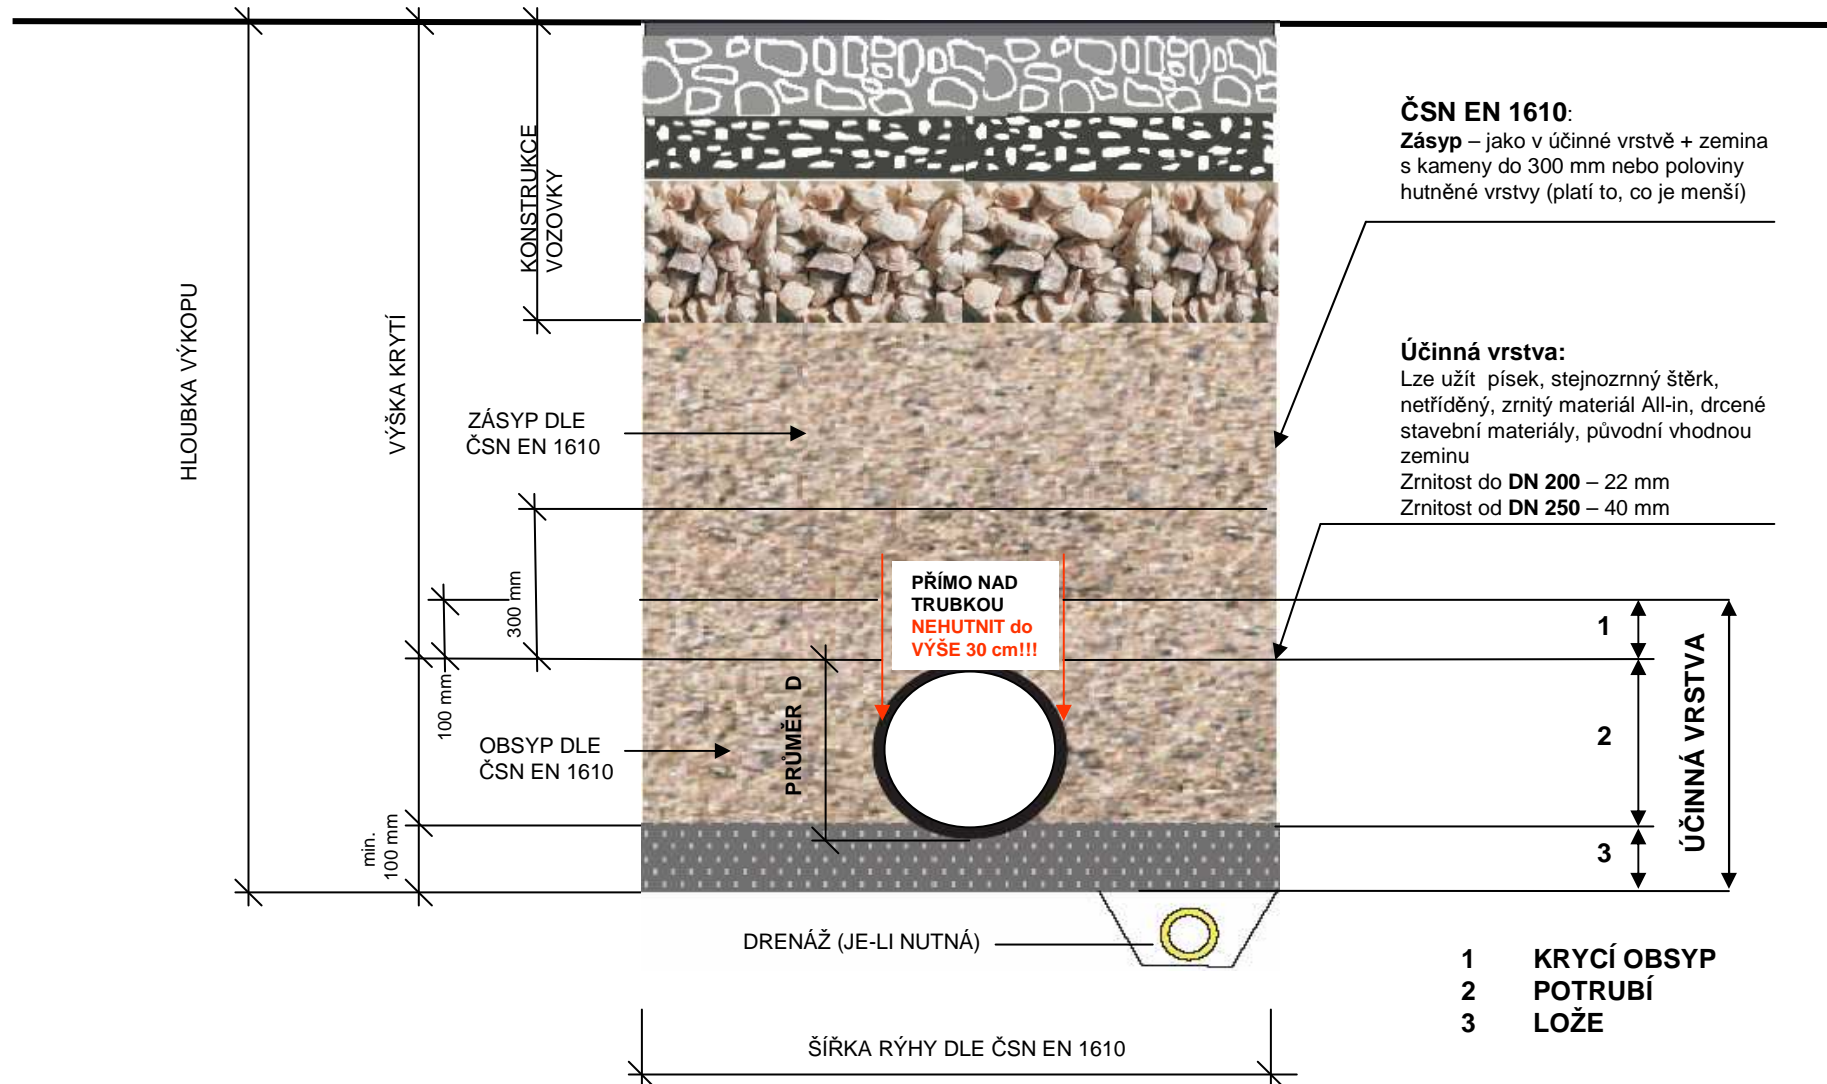 HLOUBKA VÝKOPU
VÝŠKA KRYTÍ
KONSTRUKCE
VOZOVKY
ZÁSYP DLE
ČSN EN 1610
300 mm
100 mm
OBSYP DLE
ČSN EN 1610
min.
100 mm
PRŮMĚR D
PŘÍMO NAD
TRUBKOU
NEHUTNIT do
VÝŠE 30 cm!!!
DRENÁŽ (JE-LI NUTNÁ)
ŠÍŘKA RÝHY DLE ČSN EN 1610
ČSN EN 1610:
Zásyp – jako v účinné vrstvě + zemina
s kameny do 300 mm nebo poloviny
hutněné vrstvy (platí to, co je menší)
Účinná vrstva:
Lze užít písek, stejnozrnný štěrk,
netříděný, zrnitý materiál All-in, drcené
stavební materiály, původní vhodnou
zeminu
Zrnitost do DN 200 – 22 mm
Zrnitost od DN 250 – 40 mm
1
2
3
ÚČINNÁ VRSTVA
1 KRYCÍ OBSYP
2 POTRUBÍ
3 LOŽE